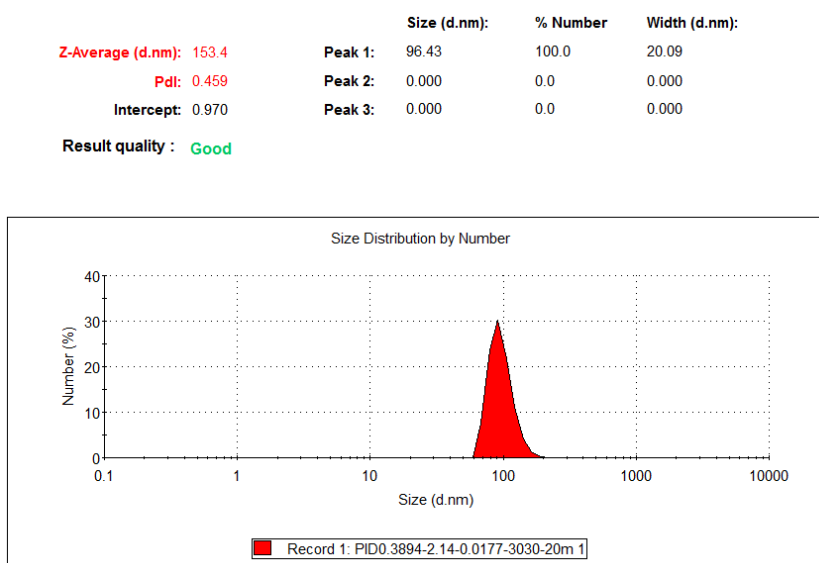 Size (d.nm): % Number Width (d.nm):
Z-Average (d.nm): 153.4 Peak 1: 96.43 100.0 20.09
PdI: 0.459 Peak 2: 0.000 0.0 0.000
Intercept: 0.970 Peak 3: 0.000 0.0 0.000
Result quality : Good
Size Distribution by Number
Number (%)
40
30
20
10
0
0.1 1 10 100 1000 10000
Size (d.nm)
Record 1: PID0.3894-2.14-0.0177-3030-20m 1